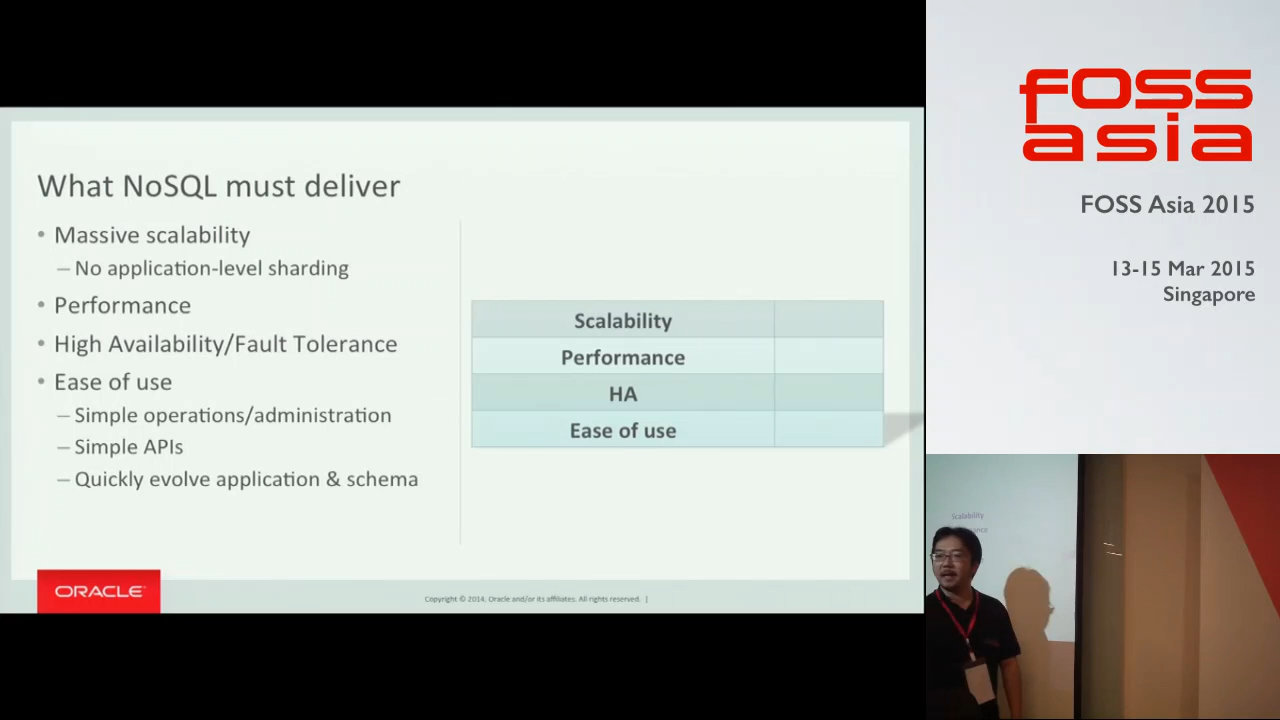 What NoSQL must deliver
• Massive scalability
– No application-level sharding
• Performance
• High Availability/Fault Tolerance
• Ease of use
– Simple operations/administration
– Simple APIs
– Quickly evolve application & schema
Scalability
Performance
HA
Ease of use
ORACLE
Copyright © 2014, Oracle and/or its affiliates. All rights reserved. |
foss
asia
FOSS Asia 2015
13-15 Mar 2015
Singapore
Scalability